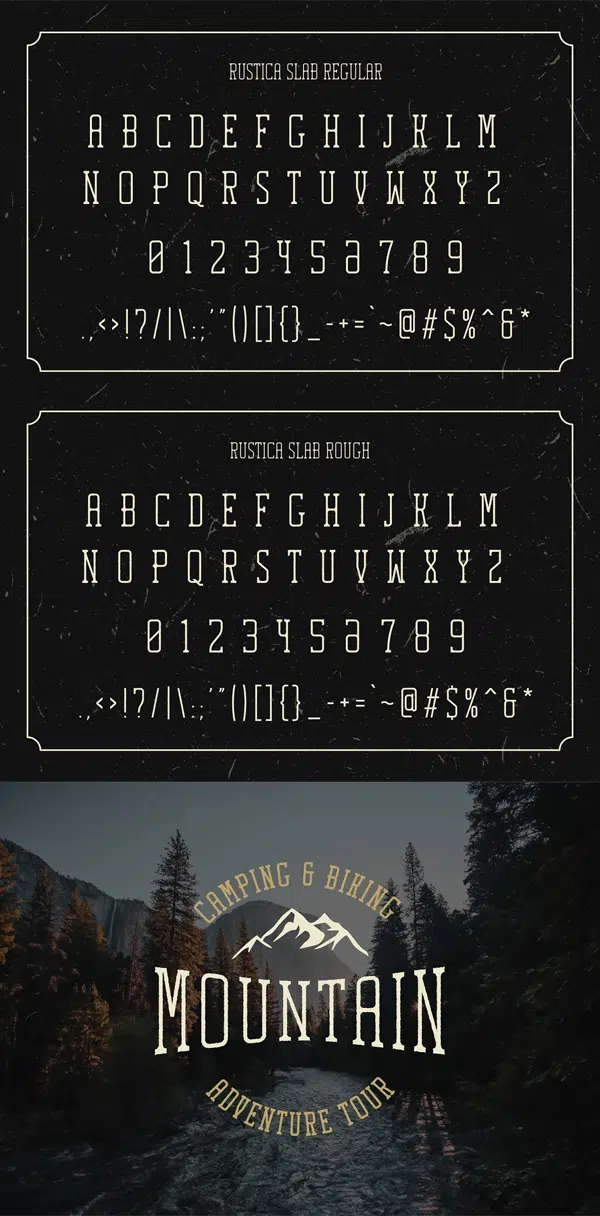 RUSTICA SLAB REGULAR
A B C D E F G H I J K L M
N O P Q R S T U V W X Y Z
0 1 2 3 4 5 6 7 8 9
.,<>!?/|\:;'"()[]{}_-+=`~@#$%^&*
RUSTICA SLAB ROUGH
A B C D E F G H I J K L M
N O P Q R S T U V W X Y Z
0 1 2 3 4 5 6 7 8 9
.,<>!?/|\:;'"()[]{}_-+=`~@#$%^&*
CAMPING & BIKING
MOUNTAIN
ADVENTURE TOUR